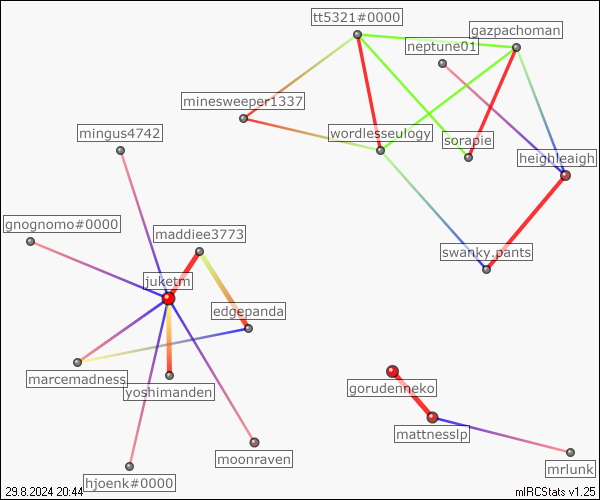 tt5321#0000
gazpachoman
neptune01
minesweeper1337
mingus4742
wordlesseulogy
sorapie
heighleaigh
gnognomo#0000
maddiee3773
swanky.pants
juketm
edgepanda
marcemadness
gorudenneko
yoshimanden
mattnesslp
moonraven
mrlunk
hjoenk#0000
29.8.2024 20:44
mIRCStats v1.25